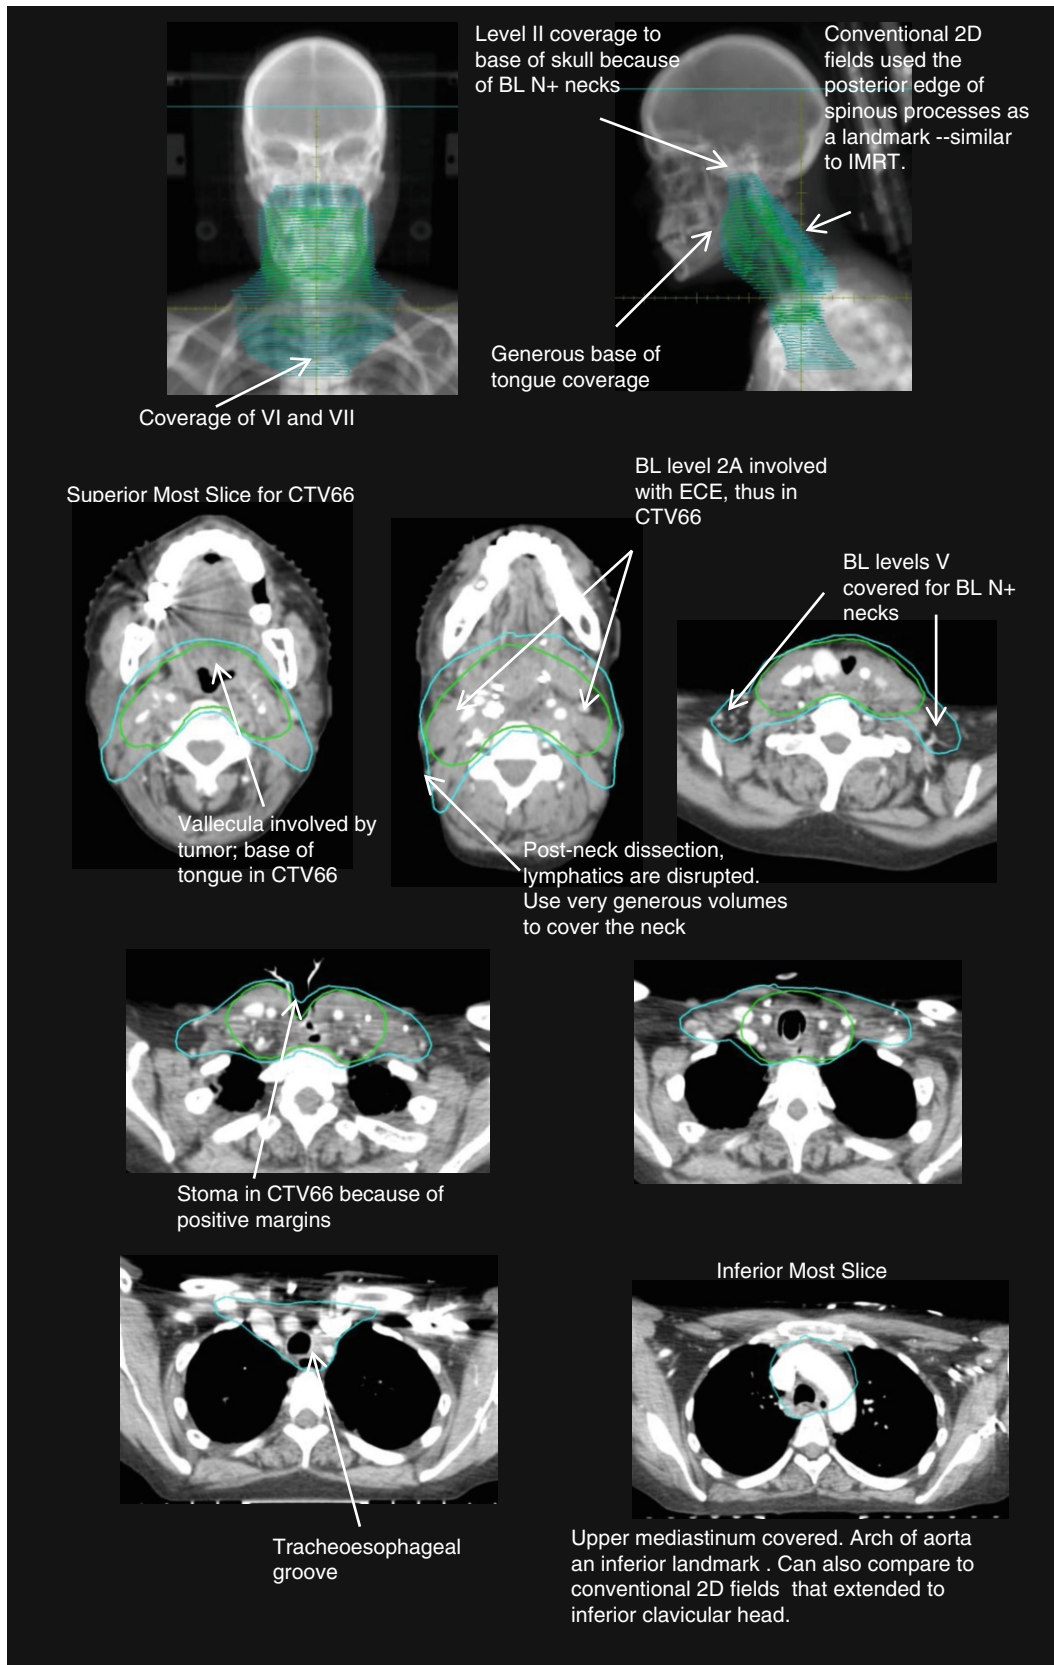 Level II coverage to
base of skull because
of BL N+ necks
Conventional 2D
fields used the
posterior edge of
spinous processes as
a landmark --similar
to IMRT.
Generous base of
tongue coverage
Coverage of VI and VII
BL level 2A involved
with ECE, thus in
CTV66
Superior Most Slice for CTV66
BL levels V
covered for BL N+
necks
Vallecula involved by
tumor; base of
tongue in CTV66
Post-neck dissection,
lymphatics are disrupted.
Use very generous volumes
to cover the neck
Stoma in CTV66 because of
positive margins
Inferior Most Slice
Tracheoesophageal
groove
Upper mediastinum covered. Arch of aorta
an inferior landmark . Can also compare to
conventional 2D fields  that extended to
inferior clavicular head.